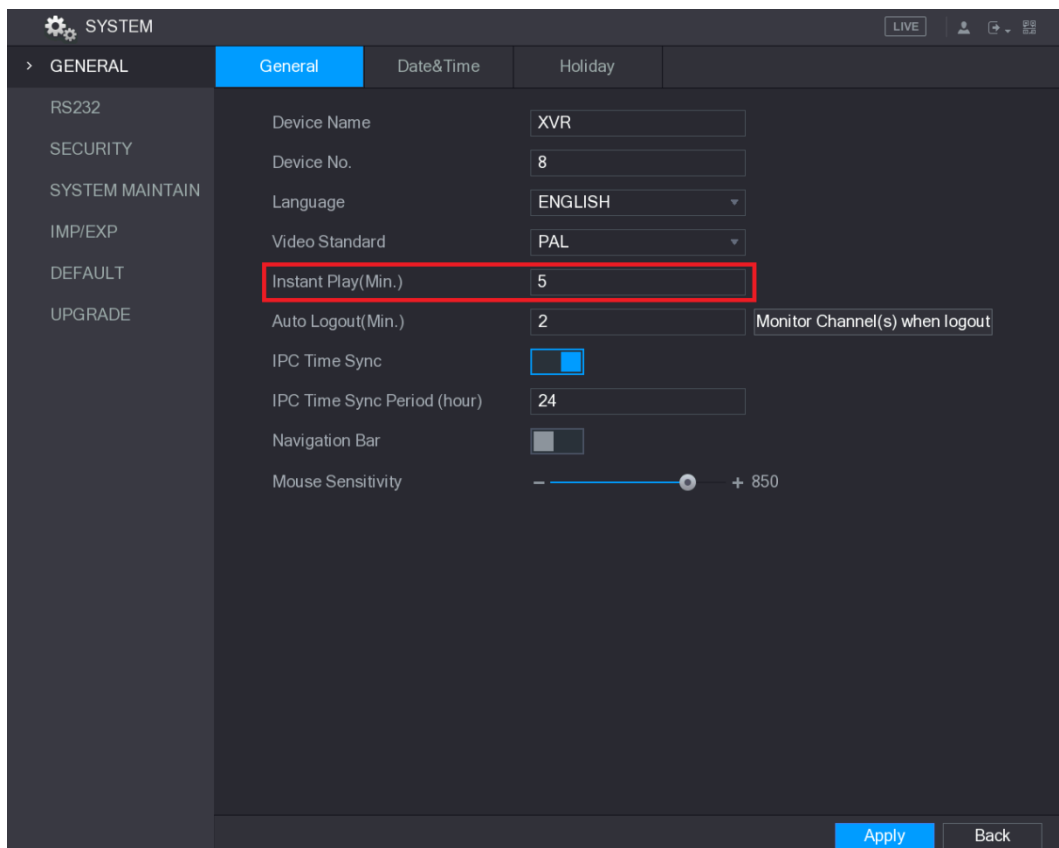 SYSTEM
LIVE
GENERAL
RS232
SECURITY
SYSTEM MAINTAIN
IMP/EXP
DEFAULT
UPGRADE
General Date&Time Holiday
Device Name XVR
Device No. 8
Language ENGLISH
Video Standard PAL
Instant Play(Min.) 5
Auto Logout(Min.) 2 Monitor Channel(s) when logout
IPC Time Sync
IPC Time Sync Period (hour) 24
Navigation Bar
Mouse Sensitivity − + 850
Apply Back